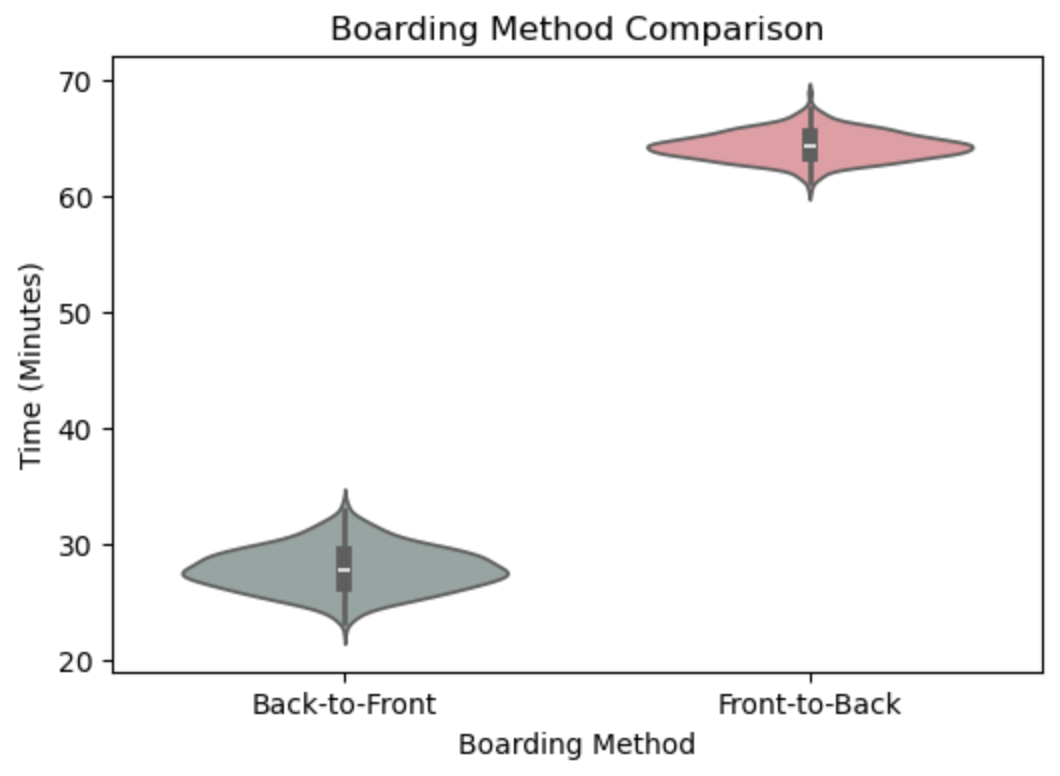 Boarding Method Comparison
70
60
50
40
30
20
Time (Minutes)
Back-to-Front
Front-to-Back
Boarding Method